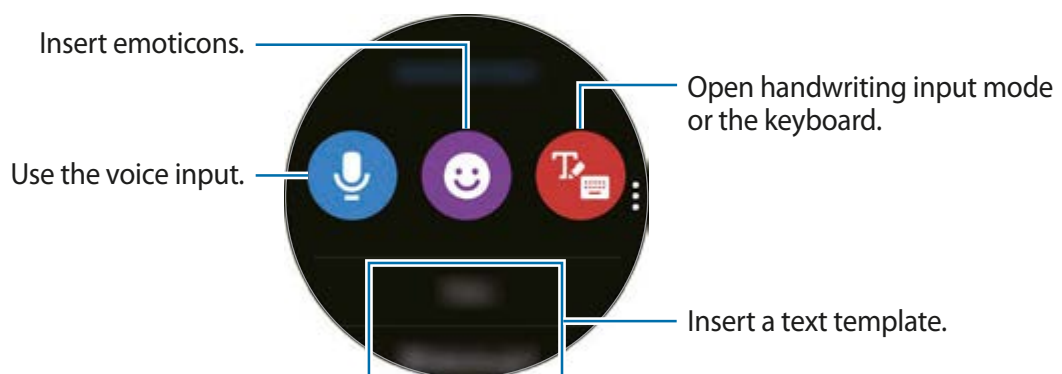 Insert emoticons.
Open handwriting input mode
or the keyboard.
Use the voice input.
Insert a text template.